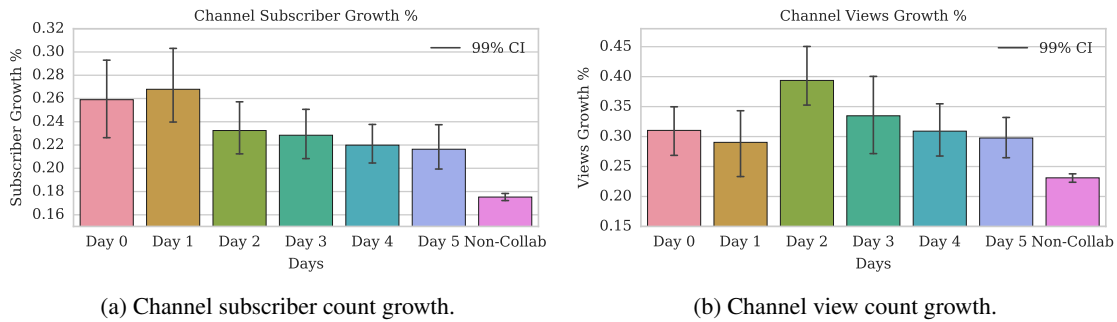 Channel Subscriber Growth %
Subscriber Growth %
0.32
0.30
0.28
0.26
0.24
0.22
0.20
0.18
0.16
99% CI
Day 0 Day 1 Day 2 Day 3 Day 4 Day 5 Non-Collab
Days
(a) Channel subscriber count growth.
Channel Views Growth %
Views Growth %
0.45
0.40
0.35
0.30
0.25
0.20
0.15
99% CI
Day 0 Day 1 Day 2 Day 3 Day 4 Day 5 Non-Collab
Days
(b) Channel view count growth.